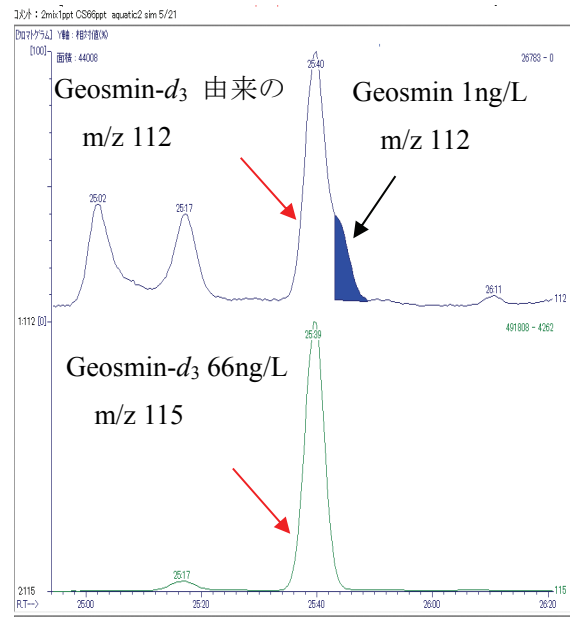 コメント : 2mix1ppt CS66ppt aquatic2 sim 5/21
[クロマトグラム] Y軸 : 相対値(%)
[100]
面積 : 44008
26783 - 0
25:40
Geosmin-d3 由来の
m/z 112
Geosmin 1ng/L
m/z 112
25:02
25:17
26:11
112
1:112 [0]
491808 - 4262
25:39
Geosmin-d3 66ng/L
m/z 115
25:17
2115
115
R.T-->
25:00
25:20
25:40
26:00
26:20